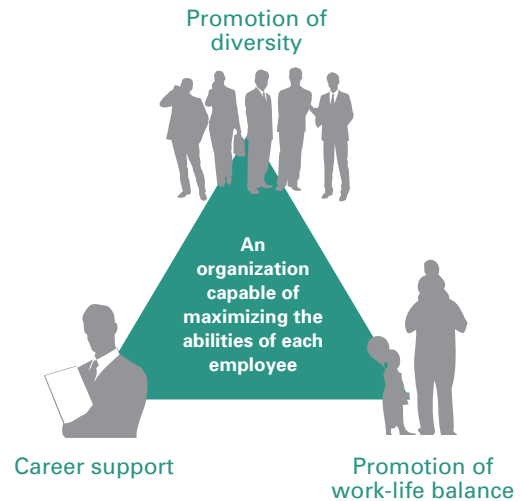 Promotion of
diversity
An
organization
capable of
maximizing the
abilities of each
employee
Career support
Promotion of
work-life balance